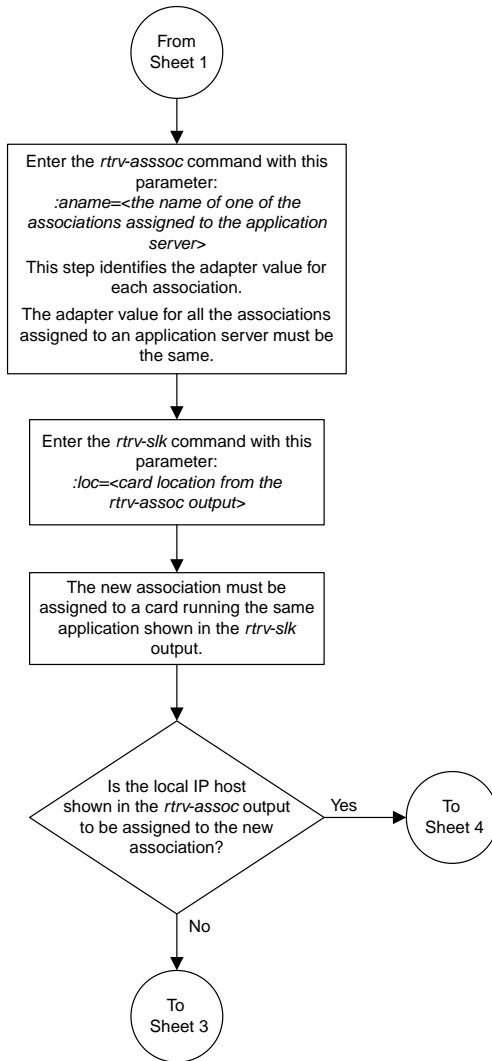 From
Sheet 1
Enter the rtrv-asssoc command with this
parameter:
:aname=<the name of one of the
associations assigned to the application
server>
This step identifies the adapter value for
each association.
The adapter value for all the associations
assigned to an application server must be
the same.
Enter the rtrv-slk command with this
parameter:
:loc=<card location from the
rtrv-assoc output>
The new association must be
assigned to a card running the same
application shown in the rtrv-slk
output.
Is the local IP host
shown in the rtrv-assoc output
to be assigned to the new
association?
Yes
To
Sheet 4
No
To
Sheet 3